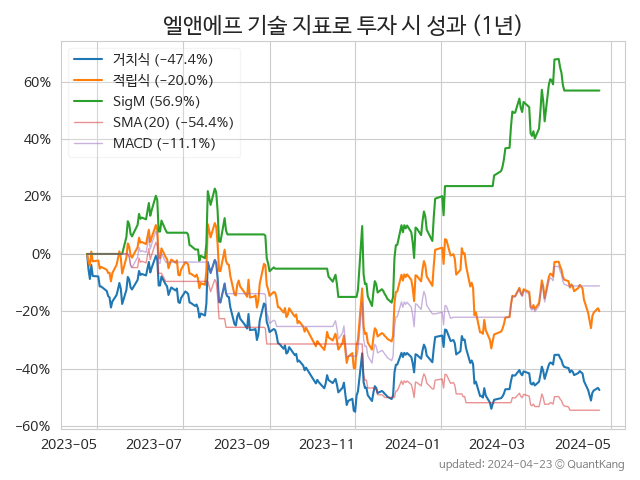 엘앤에프 기술 지표로 투자 시 성과 (1년)
거치식 (−47.4%)
적립식 (−20.0%)
SigM (56.9%)
SMA(20) (−54.4%)
MACD (−11.1%)
60%
40%
20%
0%
−20%
−40%
−60%
2023−05 2023−07 2023−09 2023−11 2024−01 2024−03 2024−05
updated: 2024−04−23 ⓒ QuantKang